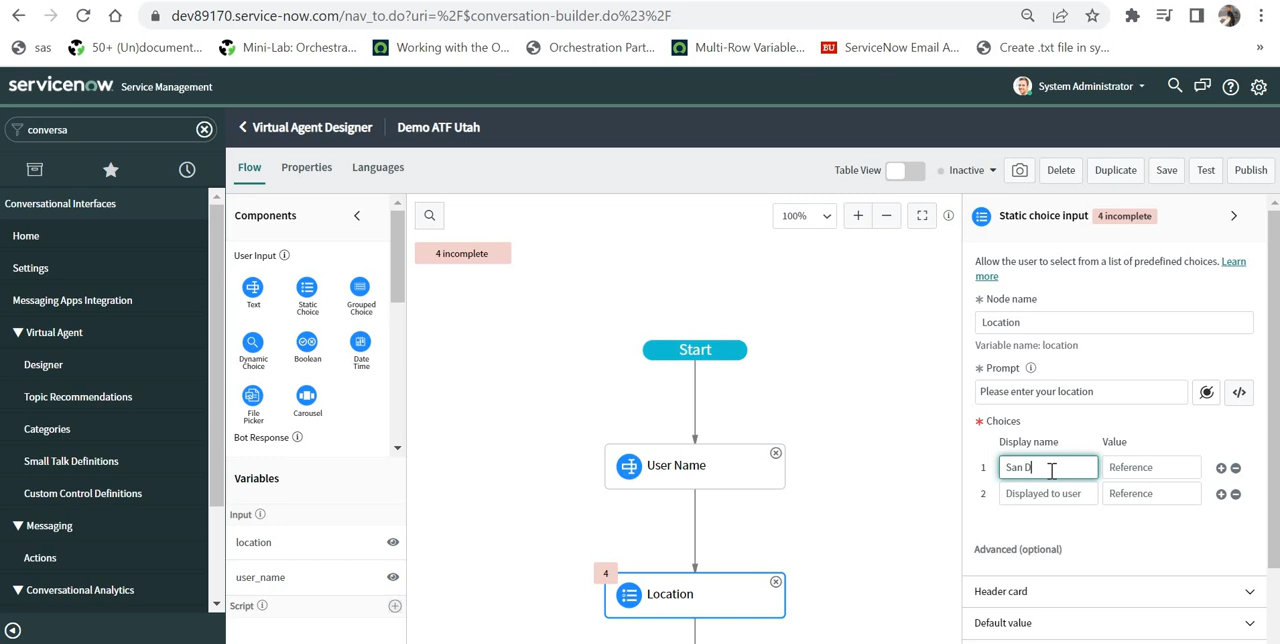 dev89170.service-now.com/nav_to.do?uri=%2F$conversation-builder.do%23%2F
sas
50+ (Un)document...
Mini-Lab: Orchestra...
Working with the O...
Orchestration Part...
Multi-Row Variable...
BU
ServiceNow Email A...
Create .txt file in sy...
»
servicenow. Service Management
System Administrator
conversa
Virtual Agent Designer
Demo ATF Utah
Flow
Properties
Languages
Table View
Inactive
Delete
Duplicate
Save
Test
Publish
Conversational Interfaces
Home
Settings
Messaging Apps Integration
Virtual Agent
Designer
Topic Recommendations
Categories
Small Talk Definitions
Custom Control Definitions
Messaging
Actions
Conversational Analytics
Components
User Input
Text
Static
Choice
Grouped
Choice
Dynamic
Choice
Boolean
Date
Time
File
Picker
Carousel
Bot Response
Variables
Input
location
user_name
Script
100%
4 incomplete
Start
User Name
4
Location
Static choice input
4 incomplete
Allow the user to select from a list of predefined choices. Learn
more
Node name
Location
Variable name: location
Prompt
Please enter your location
Choices
Display name
Value
1
San D
Reference
2
Displayed to user
Reference
Advanced (optional)
Header card
Default value